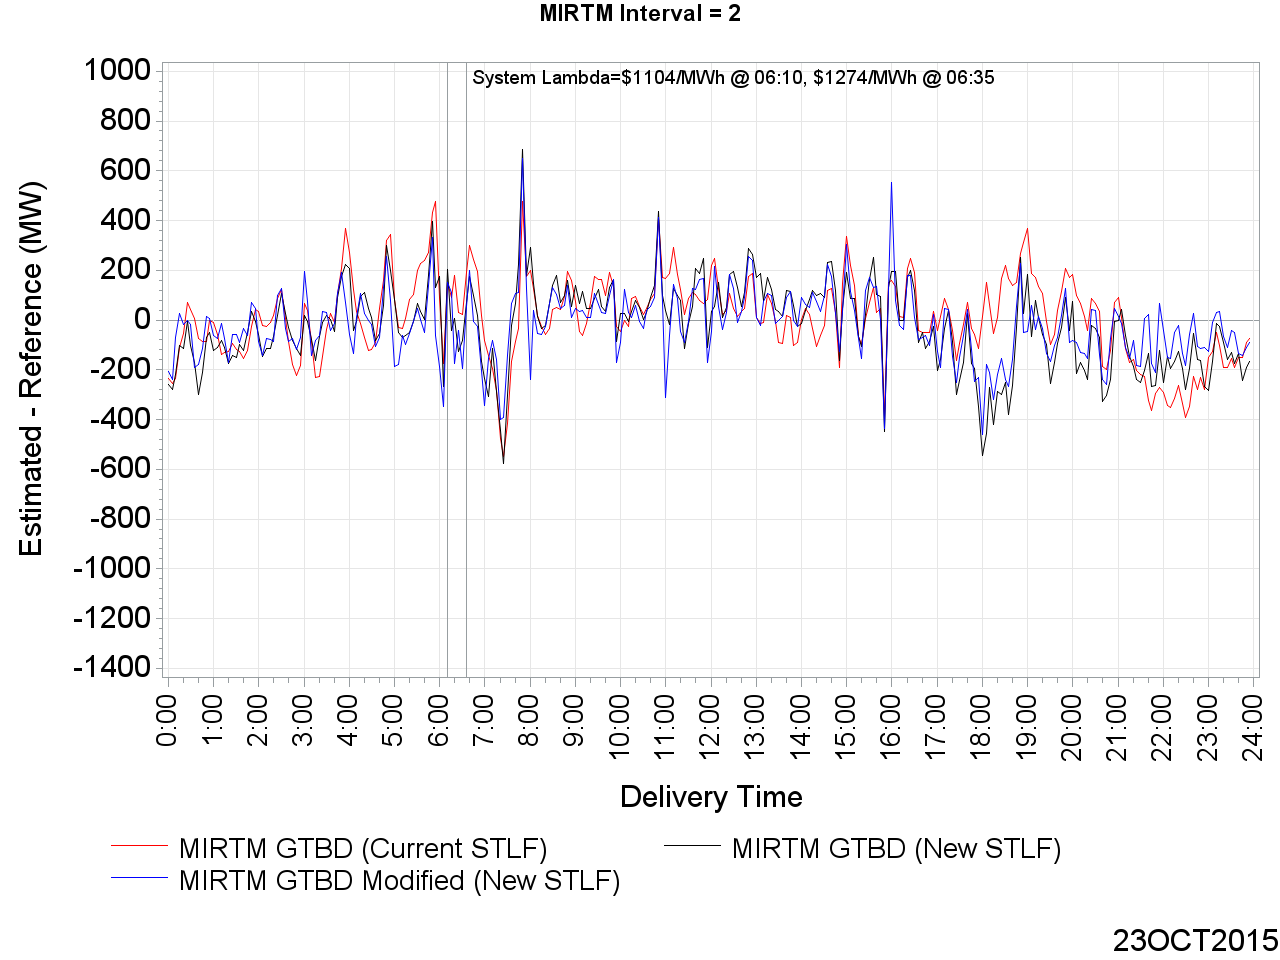 MIRTM Interval = 2
System Lambda=$1104/MWh @ 06:10, $1274/MWh @ 06:35
Estimated - Reference (MW)
1000
800
600
400
200
0
-200
-400
-600
-800
-1000
-1200
-1400
0:00 1:00 2:00 3:00 4:00 5:00 6:00 7:00 8:00 9:00 10:00 11:00 12:00 13:00 14:00 15:00 16:00 17:00 18:00 19:00 20:00 21:00 22:00 23:00 24:00
Delivery Time
MIRTM GTBD (Current STLF) MIRTM GTBD (New STLF)
MIRTM GTBD Modified (New STLF)
23OCT2015